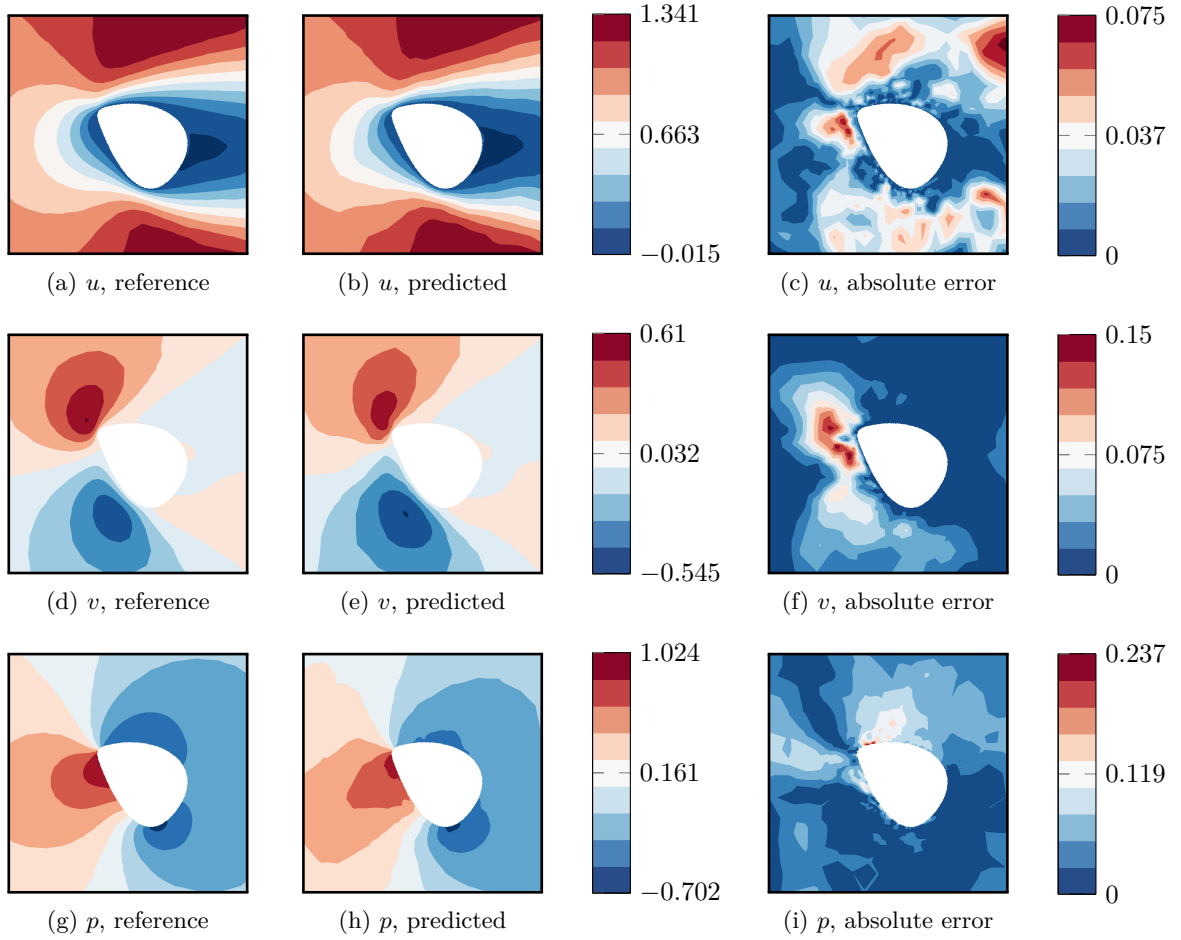 1.341
0.663
−0.015
0.075
0.037
0
(a) u, reference
(b) u, predicted
(c) u, absolute error
0.61
0.032
−0.545
0.15
0.075
0
(d) v, reference
(e) v, predicted
(f) v, absolute error
1.024
0.161
−0.702
0.237
0.119
0
(g) p, reference
(h) p, predicted
(i) p, absolute error